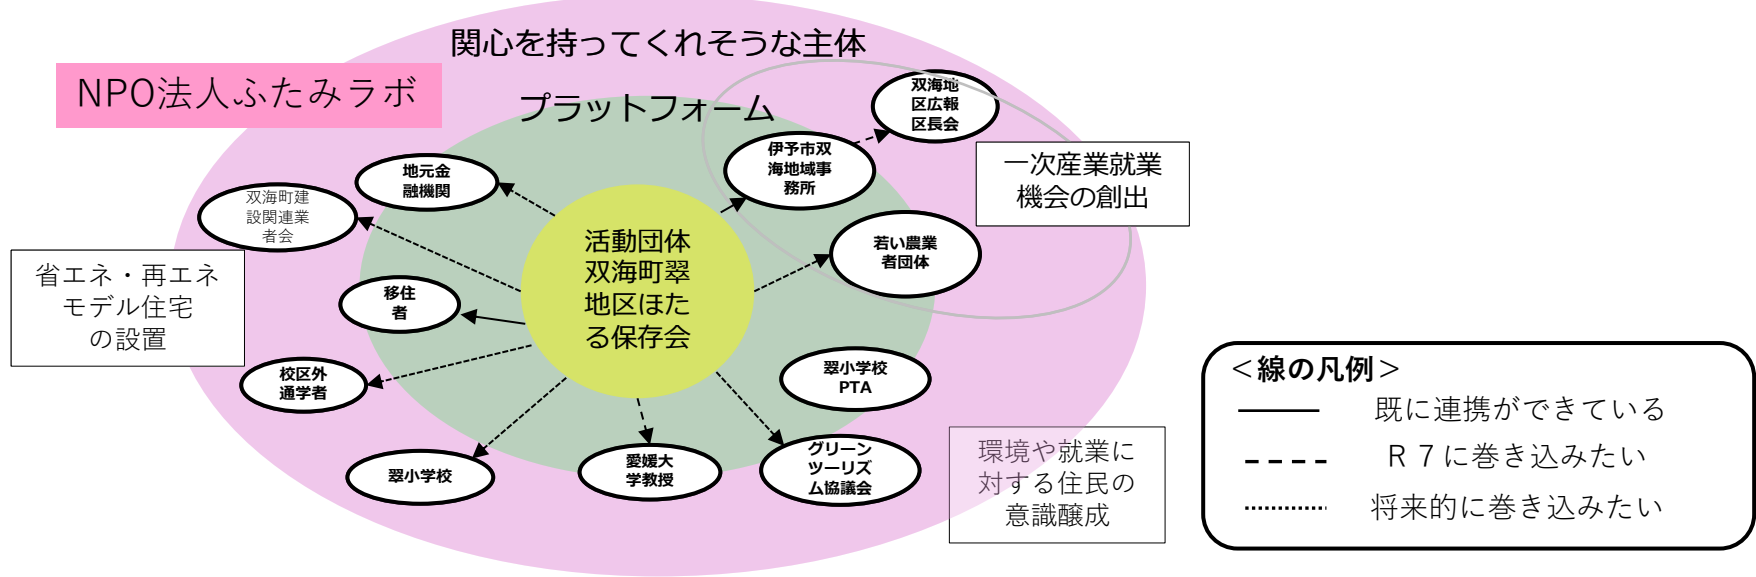 関心を持ってくれそうな主体
NPO法人ふたみラボ
プラットフォーム
双海地
区広報
区長会
伊予市双
海地域事
務所
一次産業就業
機会の創出
地元金
融機関
双海町建
設関連業
者会
若い農業
者団体
活動団体
双海町翠
地区ほた
る保存会
省エネ・再エネ
モデル住宅
の設置
移住
者
校区外
通学者
翠小学校
PTA
翠小学校
愛媛大
学教授
グリーン
ツーリズ
ム協議会
環境や就業に
対する住民の
意識醸成
＜線の凡例＞
既に連携ができている
Ｒ７に巻き込みたい
将来的に巻き込みたい